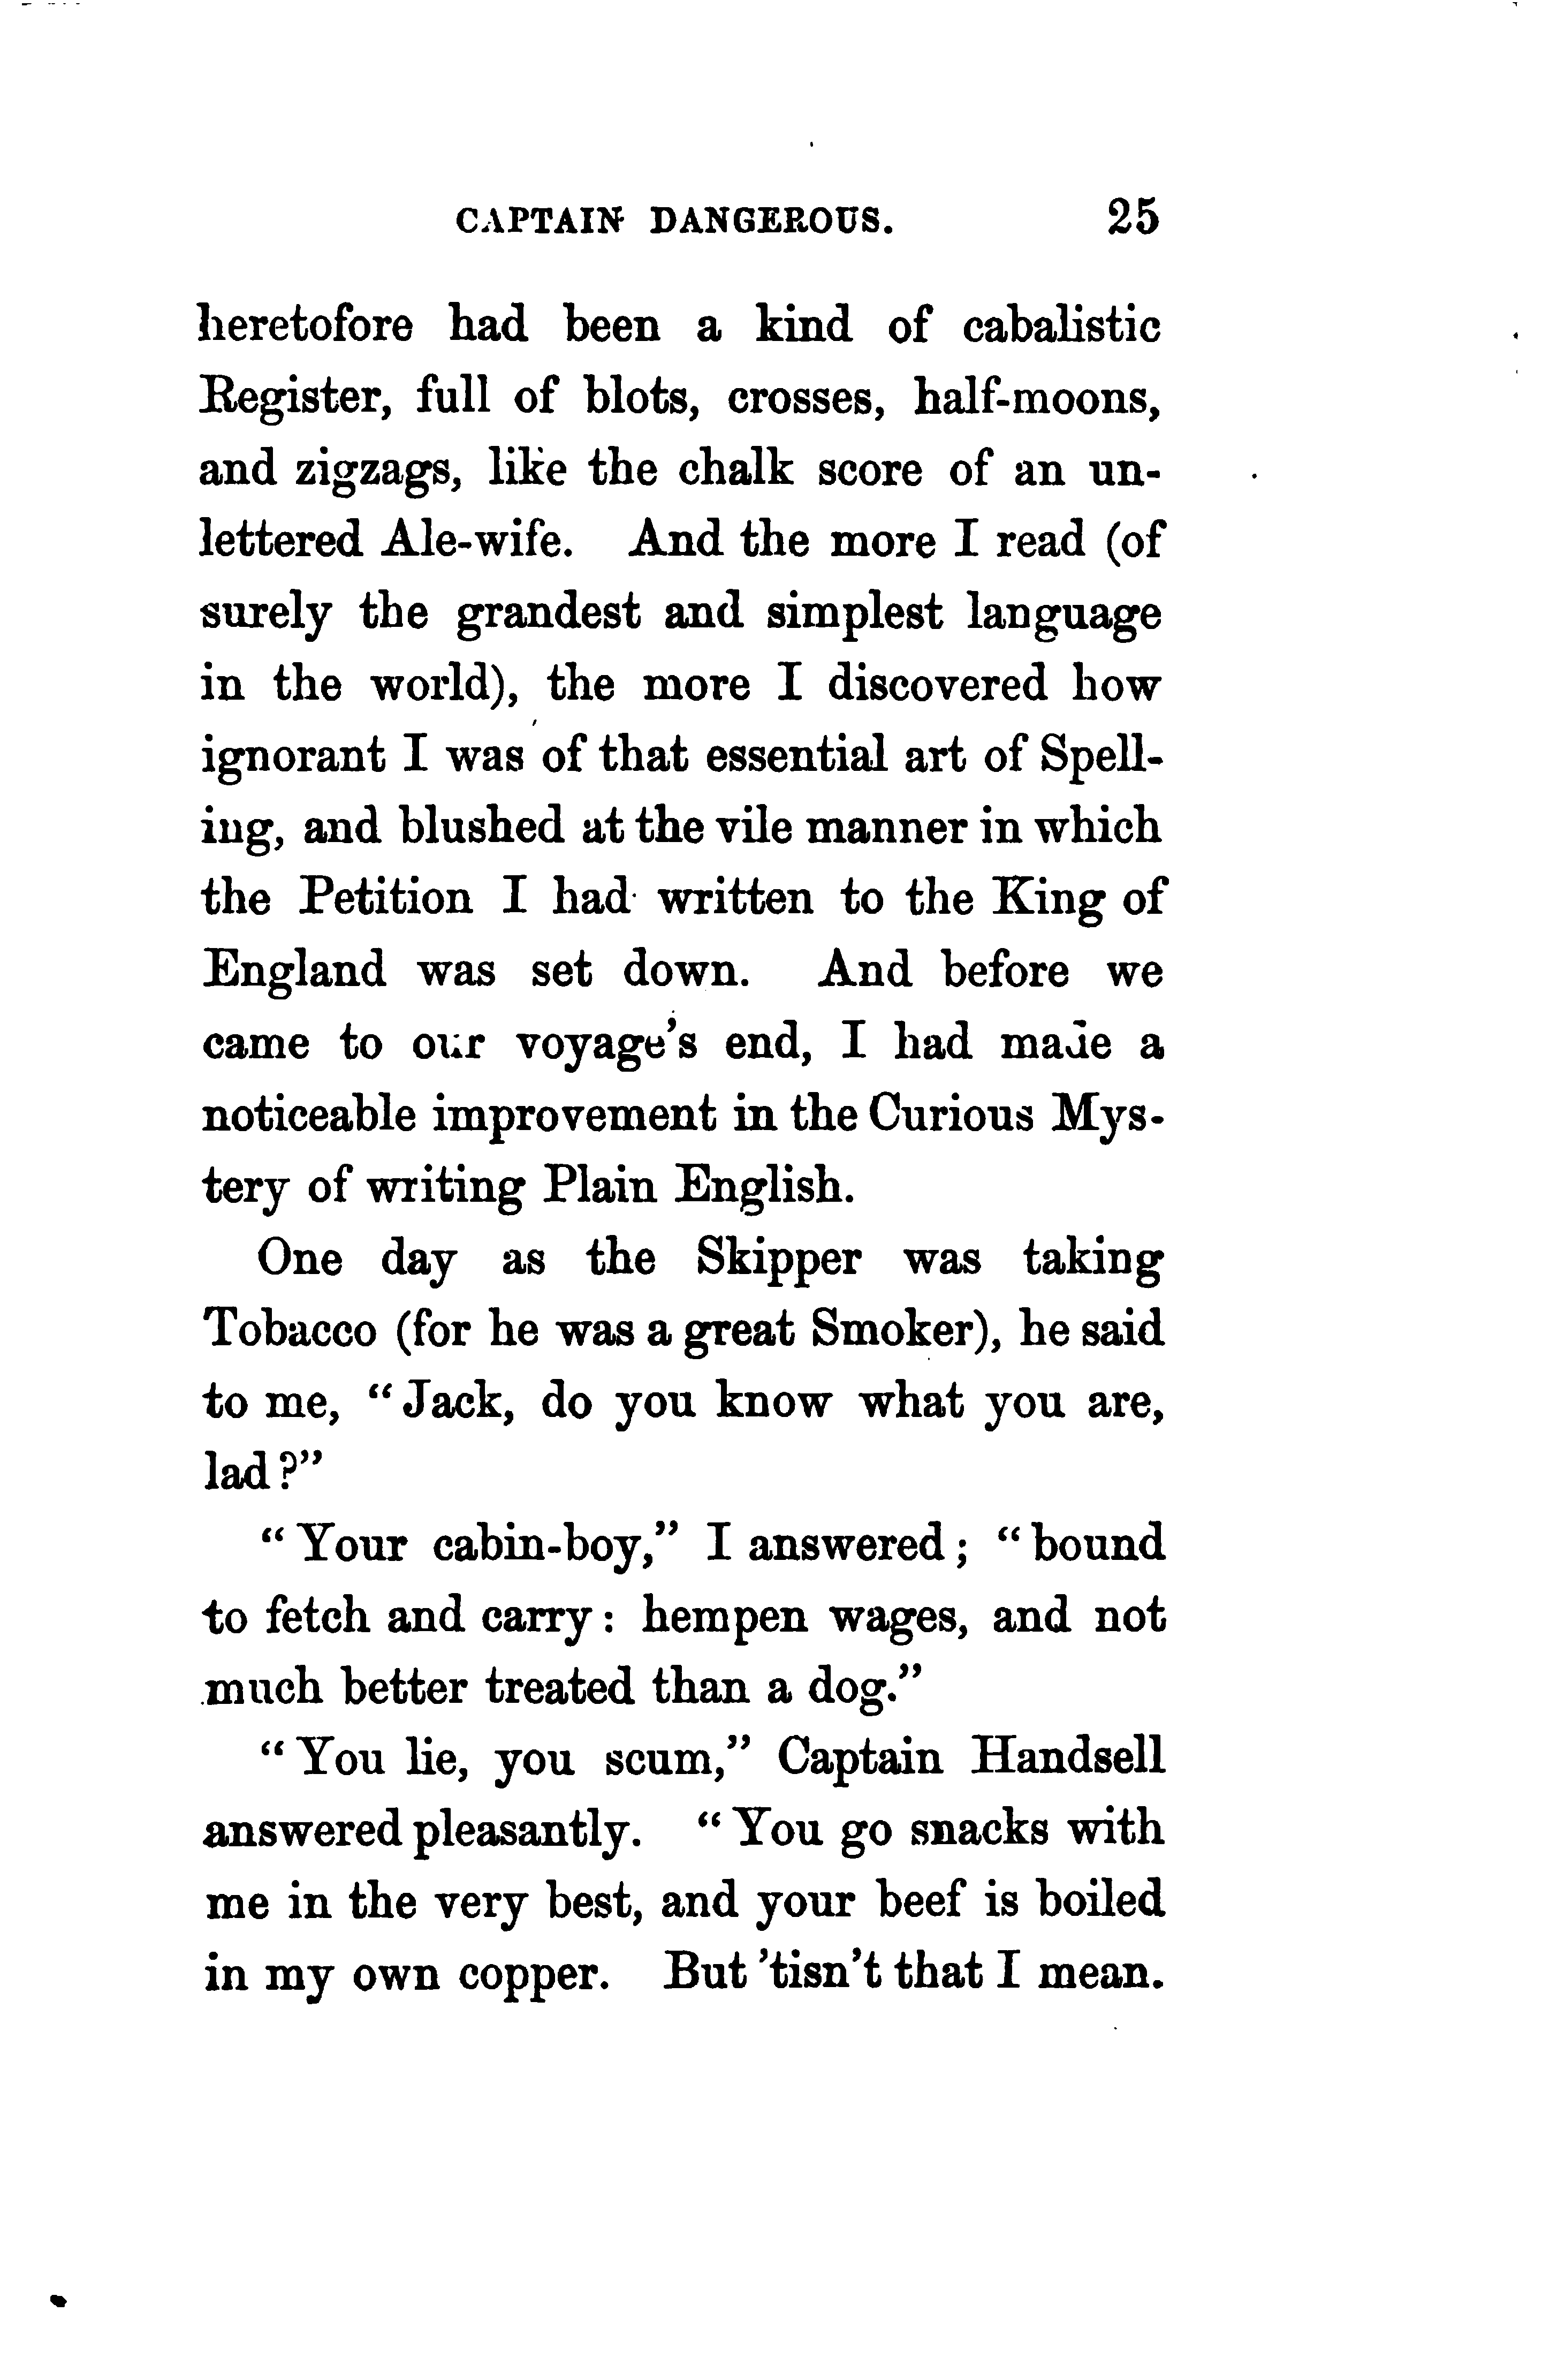 CAPTAIN DANGEROUS. 25
heretofore had been a kind of cabalistic
Register, full of blots, crosses, half-moons,
and zigzags, like the chalk score of an un-
lettered Ale-wife. And the more I read (of
surely the grandest and simplest language
in the world), the more I discovered how
ignorant I was of that essential art of Spell-
ing, and blushed at the vile manner in which
the Petition I had written to the King of
England was set down. And before we
came to our voyage's end, I had made a
noticeable improvement in the Curious Mys-
tery of writing Plain English.
One day as the Skipper was taking
Tobacco (for he was a great Smoker), he said
to me, “Jack, do you know what you are,
lad?”
“Your cabin-boy,” I answered; “bound
to fetch and carry: hempen wages, and not
much better treated than a dog.”
“You lie, you scum,” Captain Handsell
answered pleasantly. “You go snacks with
me in the very best, and your beef is boiled
in my own copper. But ’tisn’t that I mean.